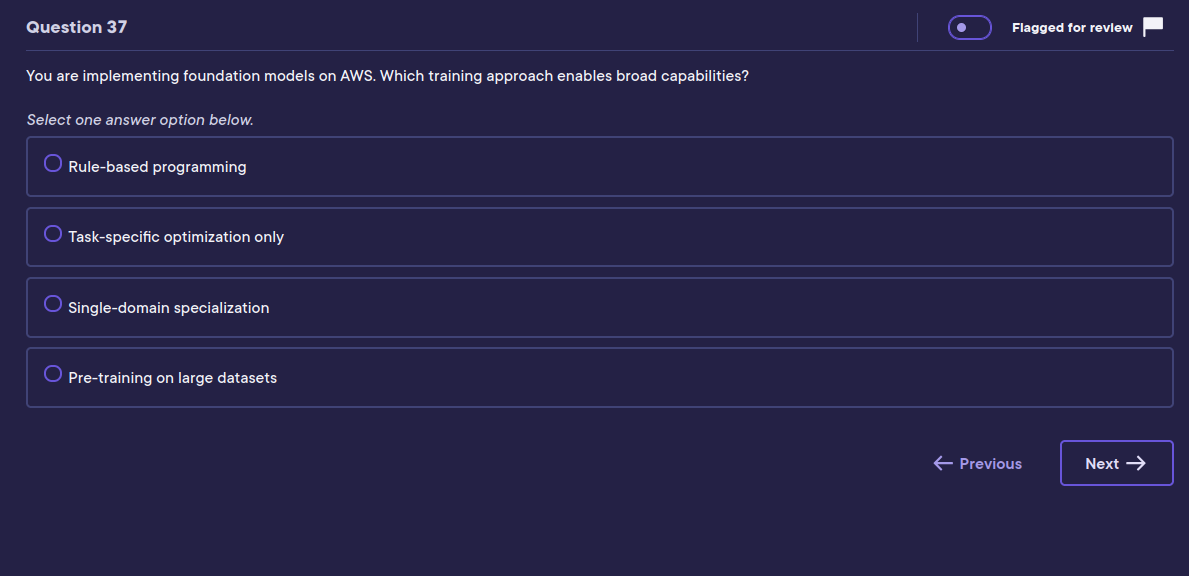 Question 37
Flagged for review
You are implementing foundation models on AWS. Which training approach enables broad capabilities?
Select one answer option below.
Rule-based programming
Task-specific optimization only
Single-domain specialization
Pre-training on large datasets
Previous
Next